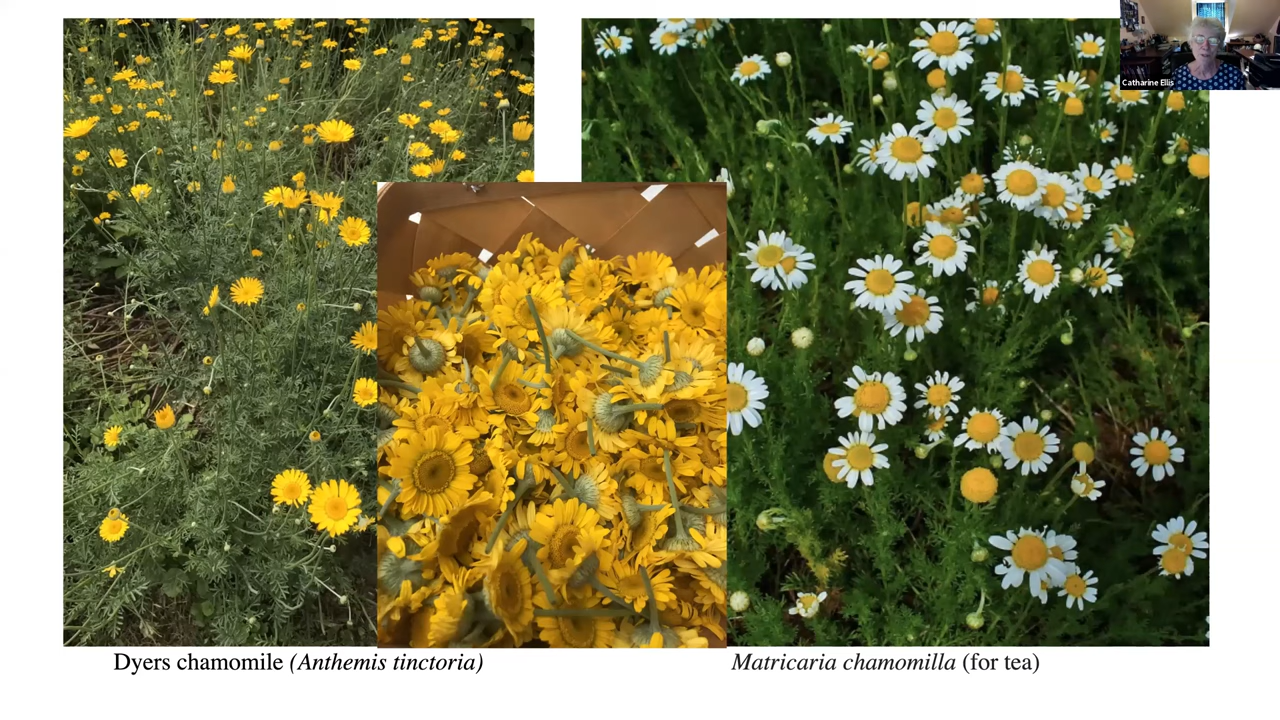 Catharine Ellis
Dyers chamomile (Anthemis tinctoria)
Matricaria chamomilla (for tea)